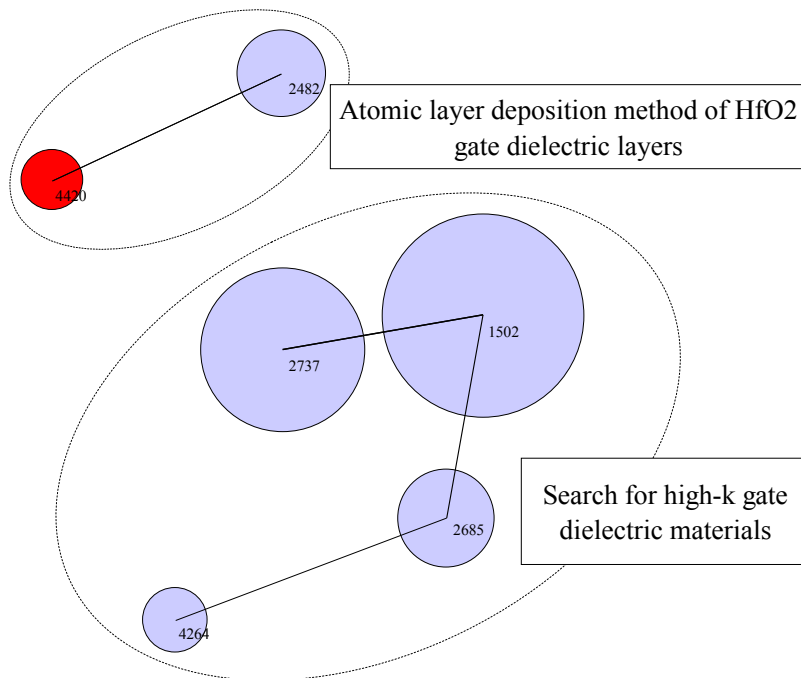 2482
Atomic layer deposition method of HfO2
gate dielectric layers
4420
1502
2737
Search for high-k gate
dielectric materials
2685
4264